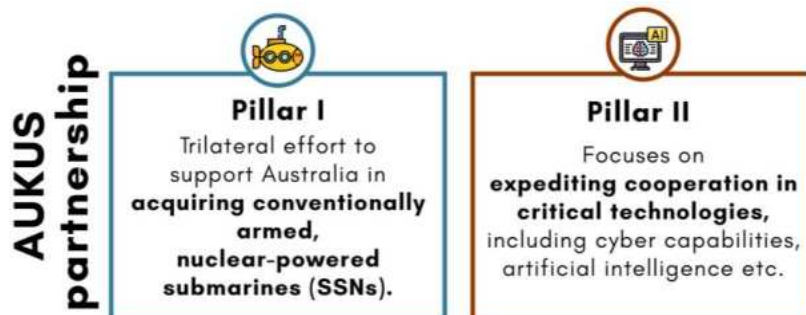 AUKUS
partnership
Pillar I
Trilateral effort to
support Australia in
acquiring conventionally
armed,
nuclear-powered
submarines (SSNs).
AI
Pillar II
Focuses on
expediting cooperation in
critical technologies,
including cyber capabilities,
artificial intelligence etc.